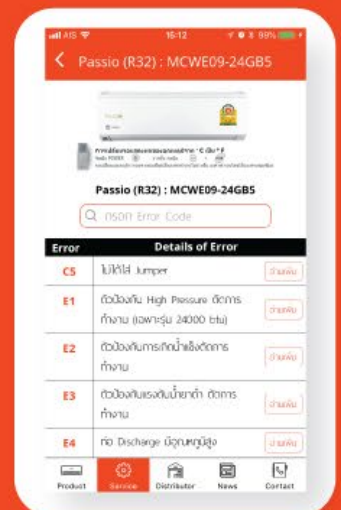 AIS 16:12 99%
Passio (R32) : MCWE09-24GB5
Passio (R32) : MCWE09-24GB5
กรอก Error Code
Error Details of Error
C5 ไม่ได้ใส่ Jumper อ่านเพิ่ม
E1 ตัวป้องกัน High Pressure ตัดการ
ทำงาน (เฉพาะรุ่น 24000 btu) อ่านเพิ่ม
E2 ตัวป้องกันการเกิดน้ำแข็งตัดการ
ทำงาน อ่านเพิ่ม
E3 ตัวป้องกันแรงดันน้ำยาต่ำ ตัดการ
ทำงาน อ่านเพิ่ม
E4 ท่อ Discharge มีอุณหภูมิสูง อ่านเพิ่ม
Product Service Distributor News Contact